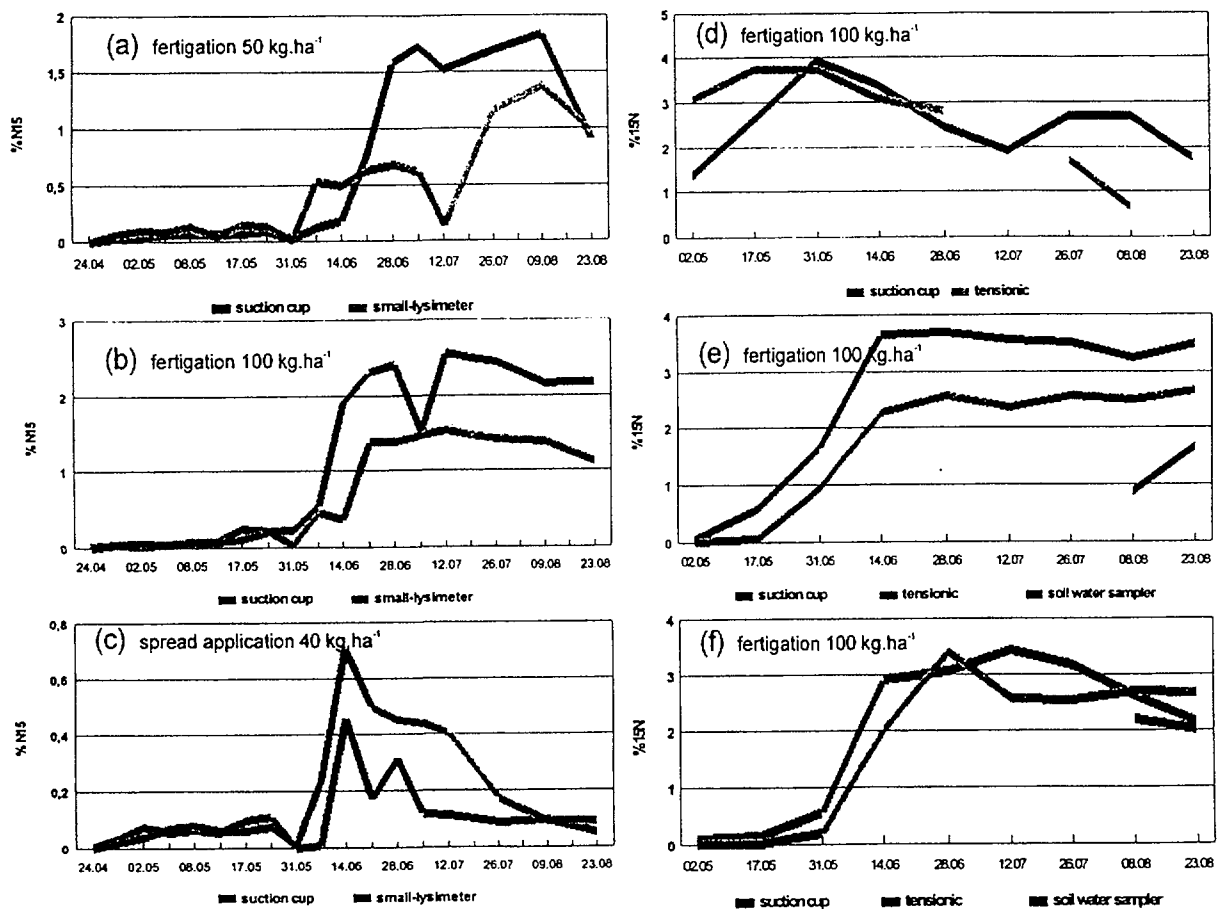 (a) fertigation 50 kg.ha⁻¹
% N15
2
1,5
1
0,5
0
24.04 02.05 08.05 17.05 31.05 14.06 28.06 12.07 26.07 09.08 23.08
suction cup small-lysimeter
(b) fertigation 100 kg.ha⁻¹
% N15
3
2
1
0
24.04 02.05 08.05 17.05 31.05 14.06 28.06 12.07 26.07 09.08 23.08
suction cup small-lysimeter
(c) spread application 40 kg.ha⁻¹
% N15
0,8
0,6
0,4
0,2
0
24.04 02.05 08.05 17.05 31.05 14.06 28.06 12.07 26.07 09.08 23.08
suction cup small-lysimeter
(d) fertigation 100 kg.ha⁻¹
%15N
5
4
3
2
1
0
02.05 17.05 31.05 14.06 28.06 12.07 26.07 08.08 23.08
suction cup tensionic
(e) fertigation 100 kg.ha⁻¹
%15N
4
3
2
1
0
02.05 17.05 31.05 14.06 28.06 12.07 26.07 08.08 23.08
suction cup tensionic soil water sampler
(f) fertigation 100 kg.ha⁻¹
%15N
4
3
2
1
0
02.05 17.05 31.05 14.06 28.06 12.07 26.07 08.08 23.08
suction cup tensionic soil water sampler